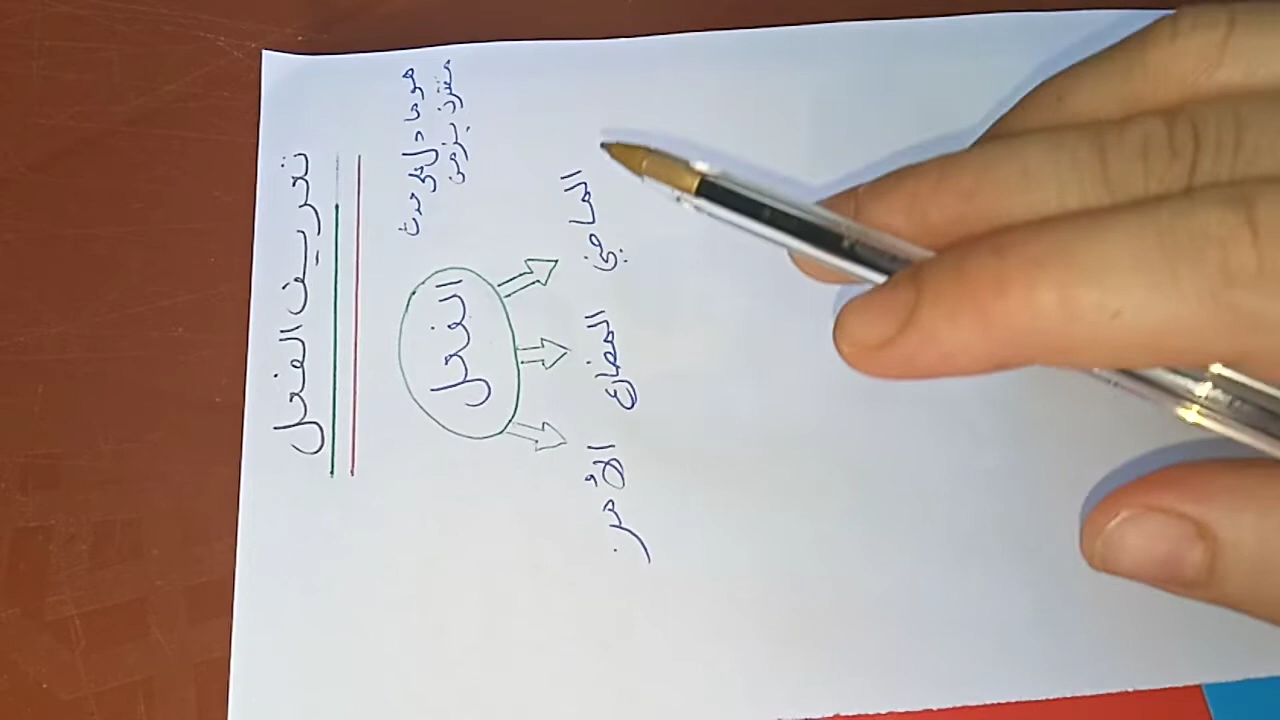 تعريف الفعل
هو ما دل على حدث
مقترن بزمن
الفعل
الماضي
المضارع
الأمر